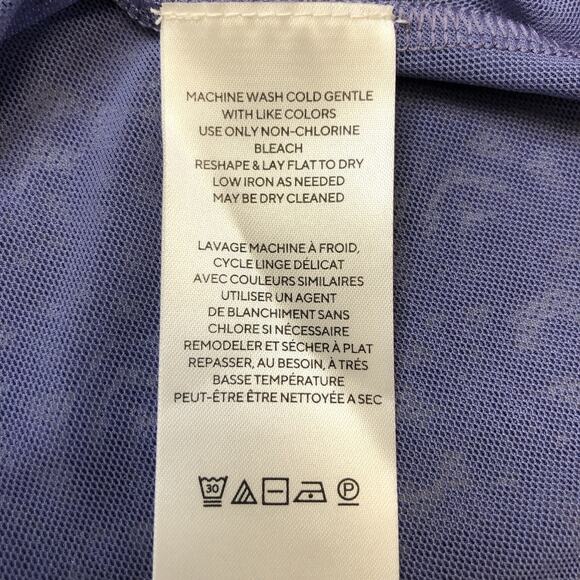 MACHINE WASH COLD GENTLE
WITH LIKE COLORS
USE ONLY NON-CHLORINE
BLEACH
RESHAPE & LAY FLAT TO DRY
LOW IRON AS NEEDED
MAY BE DRY CLEANED
LAVAGE MACHINE À FROID,
CYCLE LINGE DÉLICAT
AVEC COULEURS SIMILAIRES
UTILISER UN AGENT
DE BLANCHIMENT SANS
CHLORE SI NÉCESSAIRE
REMODELER ET SÉCHER À PLAT
REPASSER, AU BESOIN, À TRÉS
BASSE TEMPÉRATURE
PEUT-ÊTRE ÊTRE NETTOYÉE A SEC
30 P